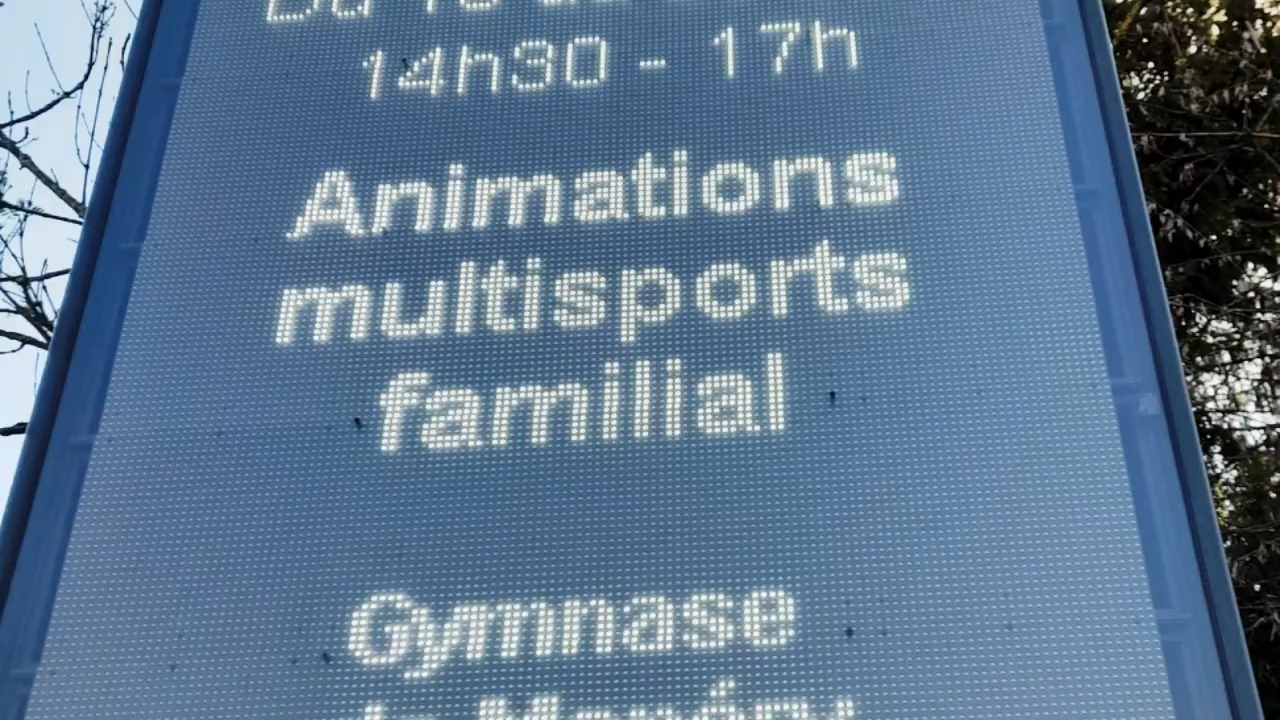 14h30 - 17h
Animations
multisports
familial
Gymnase